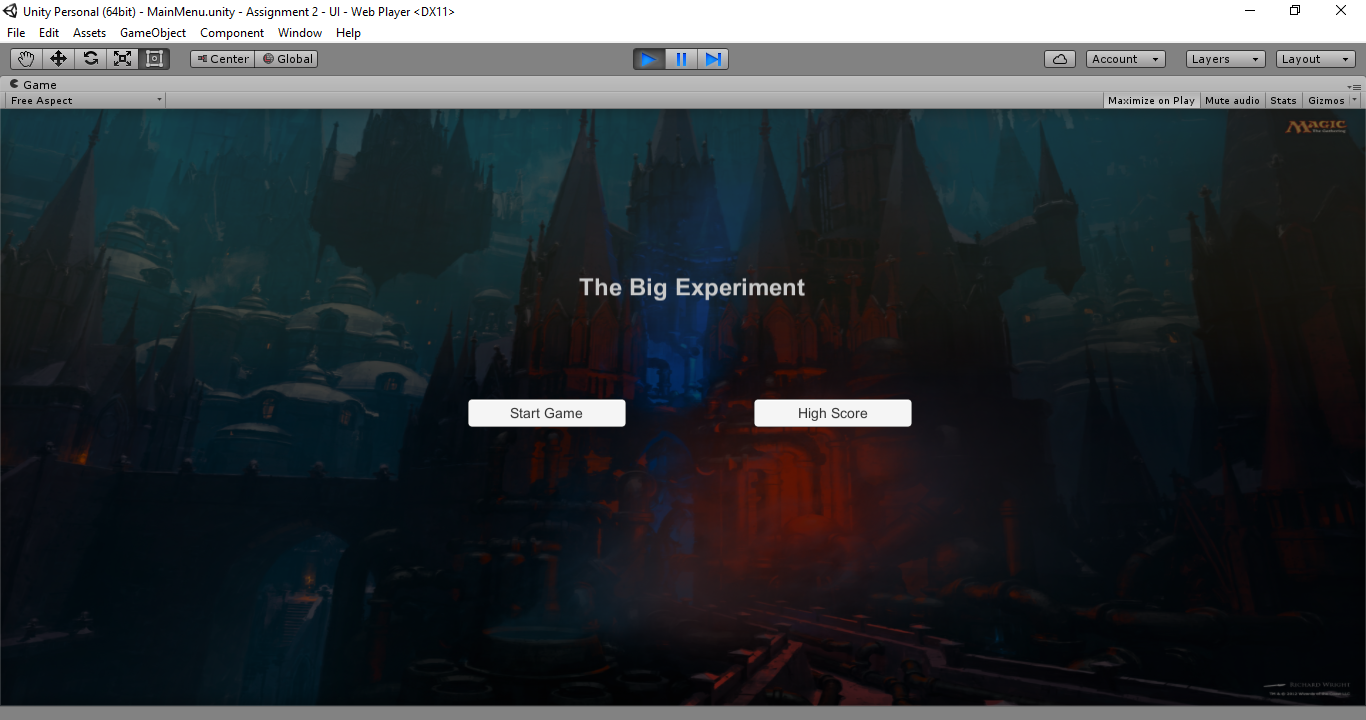 Unity Personal (64bit) - MainMenu.unity - Assignment 2 - UI - Web Player <DX11>
File Edit Assets GameObject Component Window Help
Center Global Account Layers Layout
Game
Free Aspect Maximize on Play Mute audio Stats Gizmos
MAGIC
The Gathering
The Big Experiment
Start Game High Score
RICHARD WRIGHT